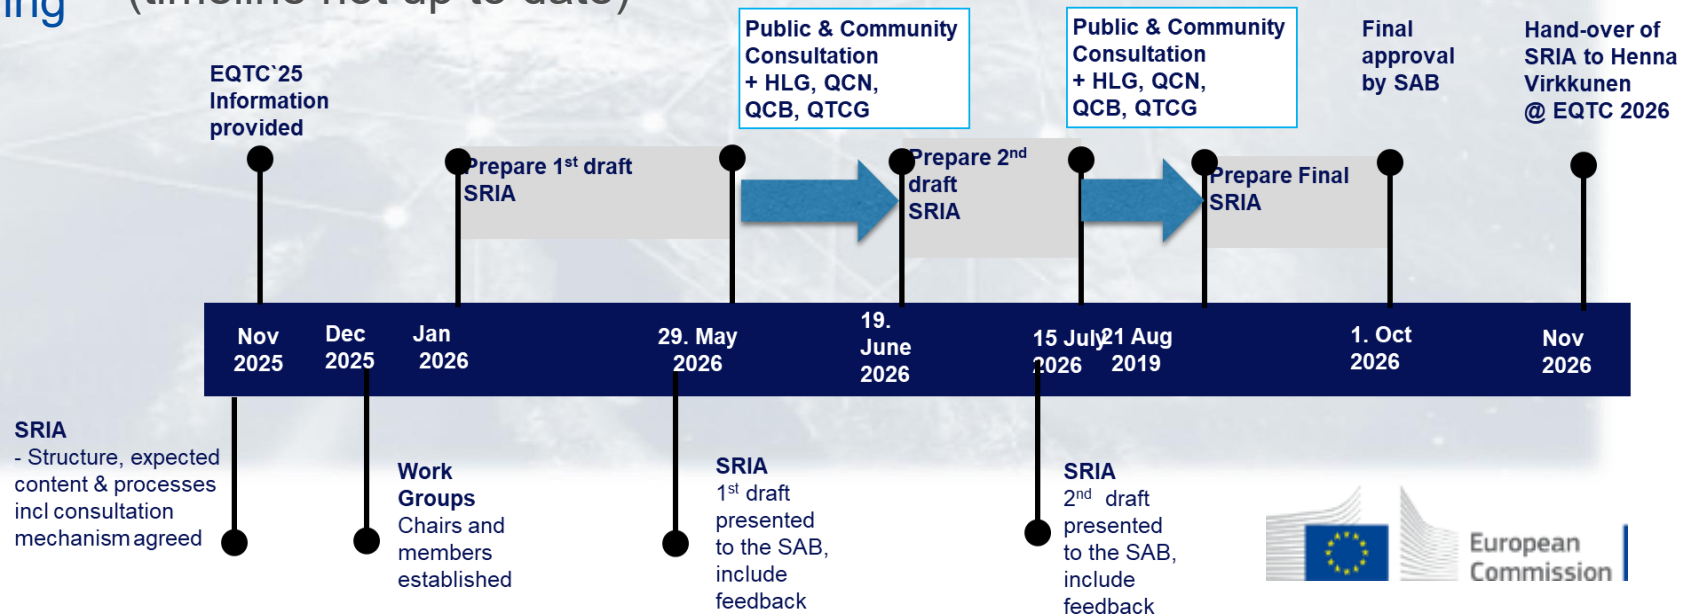 ing (timeline not up to date)
EQTC`25
Information
provided
Public & Community
Consultation
+ HLG, QCN,
QCB, QTCG
Public & Community
Consultation
+ HLG, QCN,
QCB, QTCG
Final
approval
by SAB
Hand-over of
SRIA to Henna
Virkkunen
@ EQTC 2026
Prepare 1st draft
SRIA
Prepare 2nd
draft
SRIA
Prepare Final
SRIA
Nov
2025
Dec
2025
Jan
2026
29. May
2026
19.
June
2026
15 July
2026
21 Aug
2019
1. Oct
2026
Nov
2026
SRIA
- Structure, expected
content & processes
incl consultation
mechanism agreed
Work
Groups
Chairs and
members
established
SRIA
1st draft
presented
to the SAB,
include
feedback
SRIA
2nd draft
presented
to the SAB,
include
feedback
European
Commission